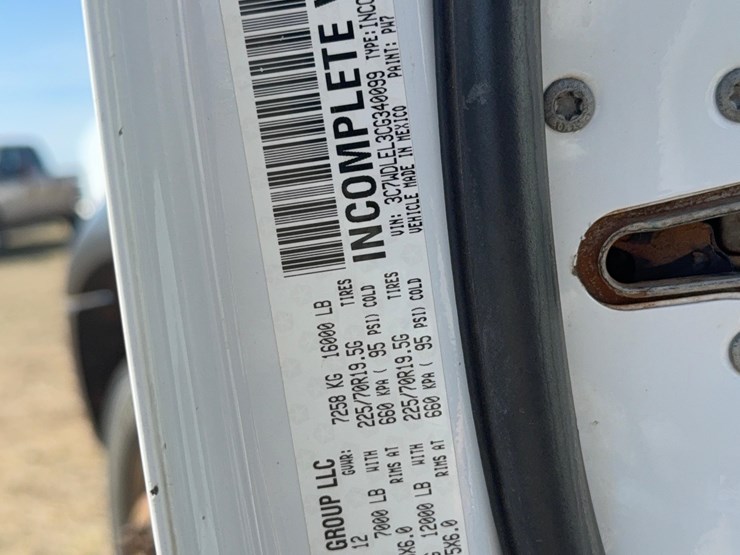 GROUP LLC
12 GVWR: 7258 KG 16000 LB
7000 LB WITH 225/70R19.5G TIRES
X6.0 RIMS AT 660 KPA ( 95 PSI) COLD
12000 LB WITH 225/70R19.5G TIRES
5X6.0 RIMS AT 660 KPA ( 95 PSI) COLD
INCOMPLETE V
VIN: 3C7WDLEL3CG340099 TYPE: INCO
VEHICLE MADE IN MEXICO PAINT: PW7